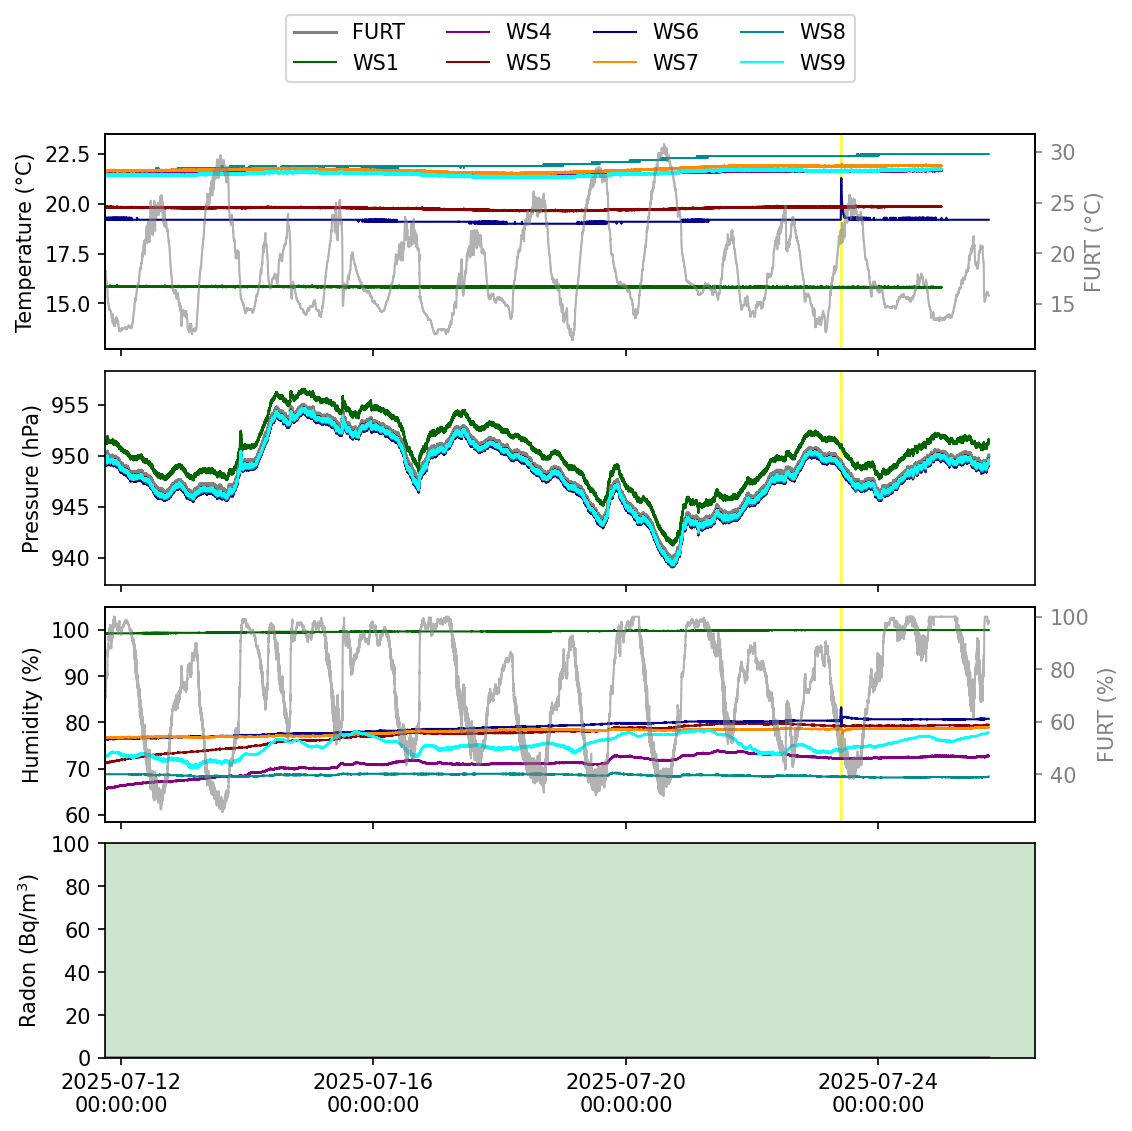 FURT WS4 WS6 WS8
WS1 WS5 WS7 WS9
Temperature (°C)
22.5
20.0
17.5
15.0
30
25
20
15
FURT (°C)
Pressure (hPa)
955
950
945
940
Humidity (%)
100
90
80
70
60
100
80
60
40
FURT (%)
Radon (Bq/m³)
100
80
60
40
20
0
2025-07-12 2025-07-16 2025-07-20 2025-07-24
00:00:00 00:00:00 00:00:00 00:00:00